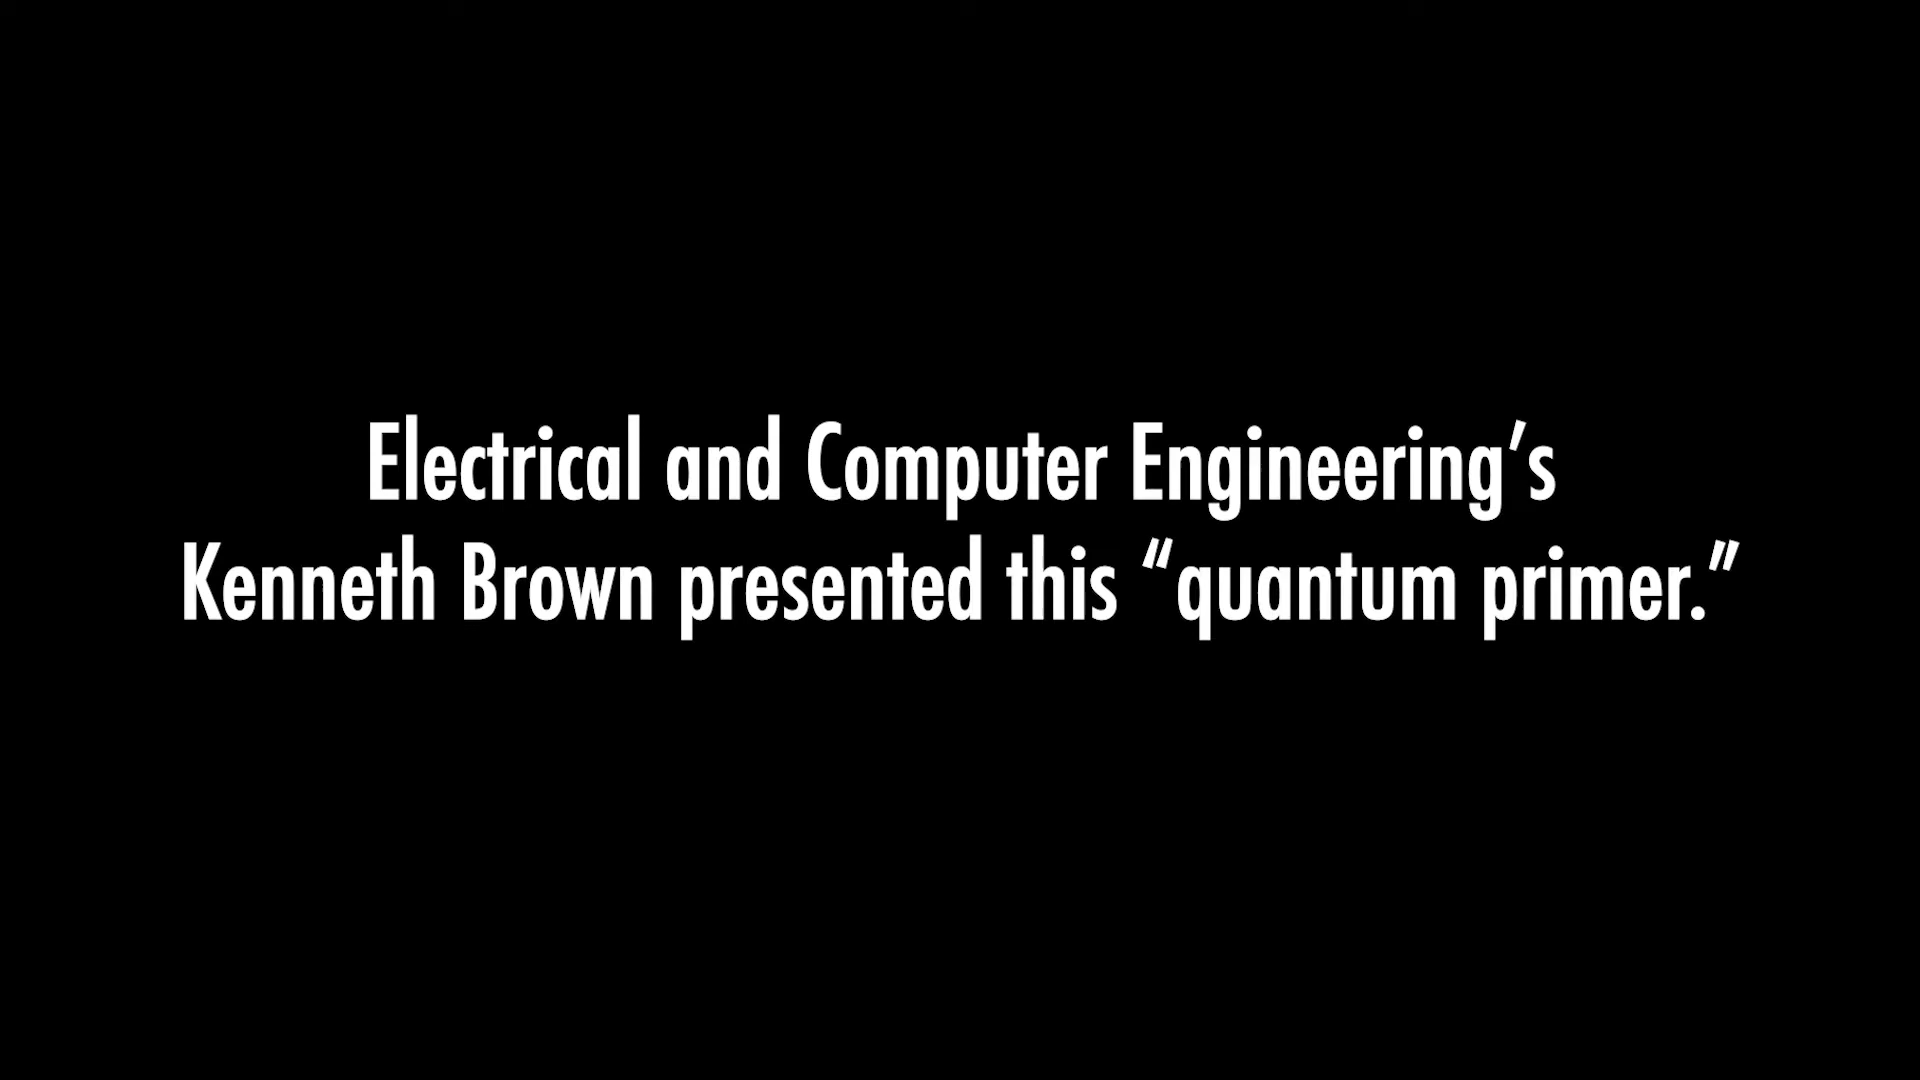 Electrical and Computer Engineering’s
Kenneth Brown presented this “quantum primer.”